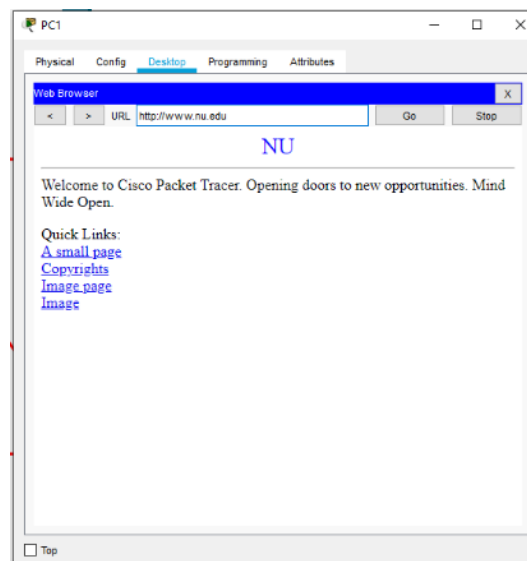 PC1
Physical Config Desktop Programming Attributes
Web Browser X
< > URL http://www.nu.edu Go Stop
NU
Welcome to Cisco Packet Tracer. Opening doors to new opportunities. Mind
Wide Open.
Quick Links:
A small page
Copyrights
Image page
Image
Top